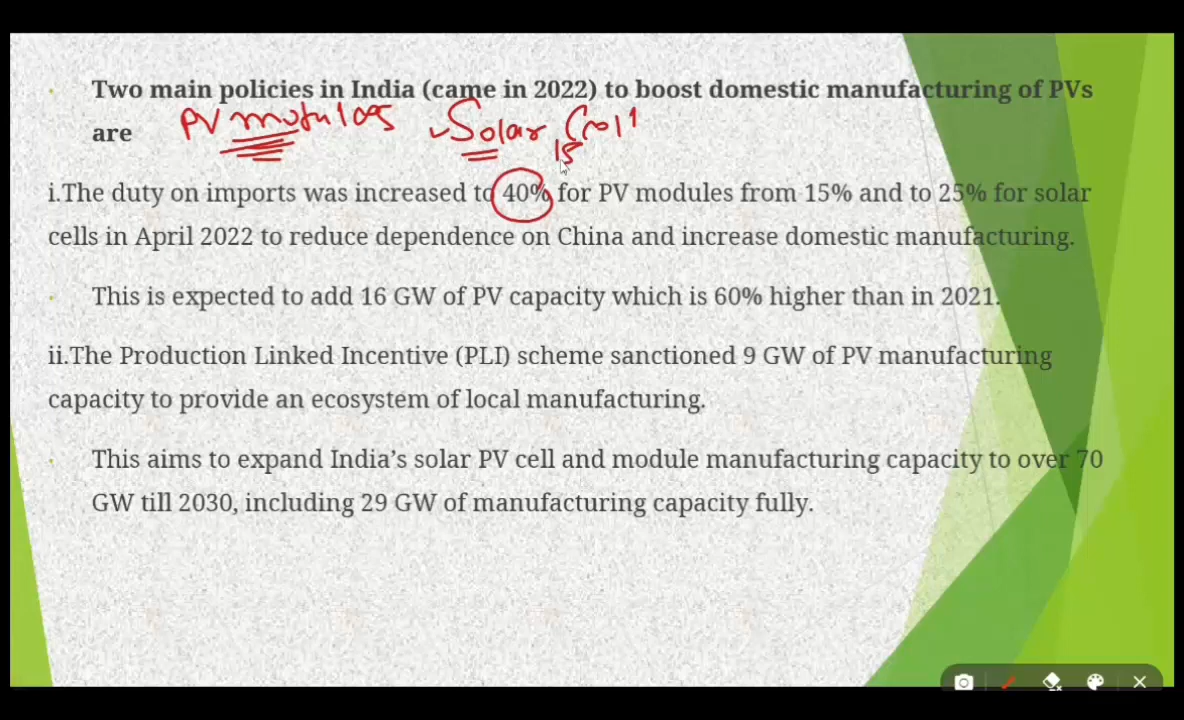 Two main policies in India (came in 2022) to boost domestic manufacturing of PVs
are
PV modules Solar Cell
15
i.The duty on imports was increased to 40% for PV modules from 15% and to 25% for solar
cells in April 2022 to reduce dependence on China and increase domestic manufacturing.
This is expected to add 16 GW of PV capacity which is 60% higher than in 2021.
ii.The Production Linked Incentive (PLI) scheme sanctioned 9 GW of PV manufacturing
capacity to provide an ecosystem of local manufacturing.
This aims to expand India’s solar PV cell and module manufacturing capacity to over 70
GW till 2030, including 29 GW of manufacturing capacity fully.